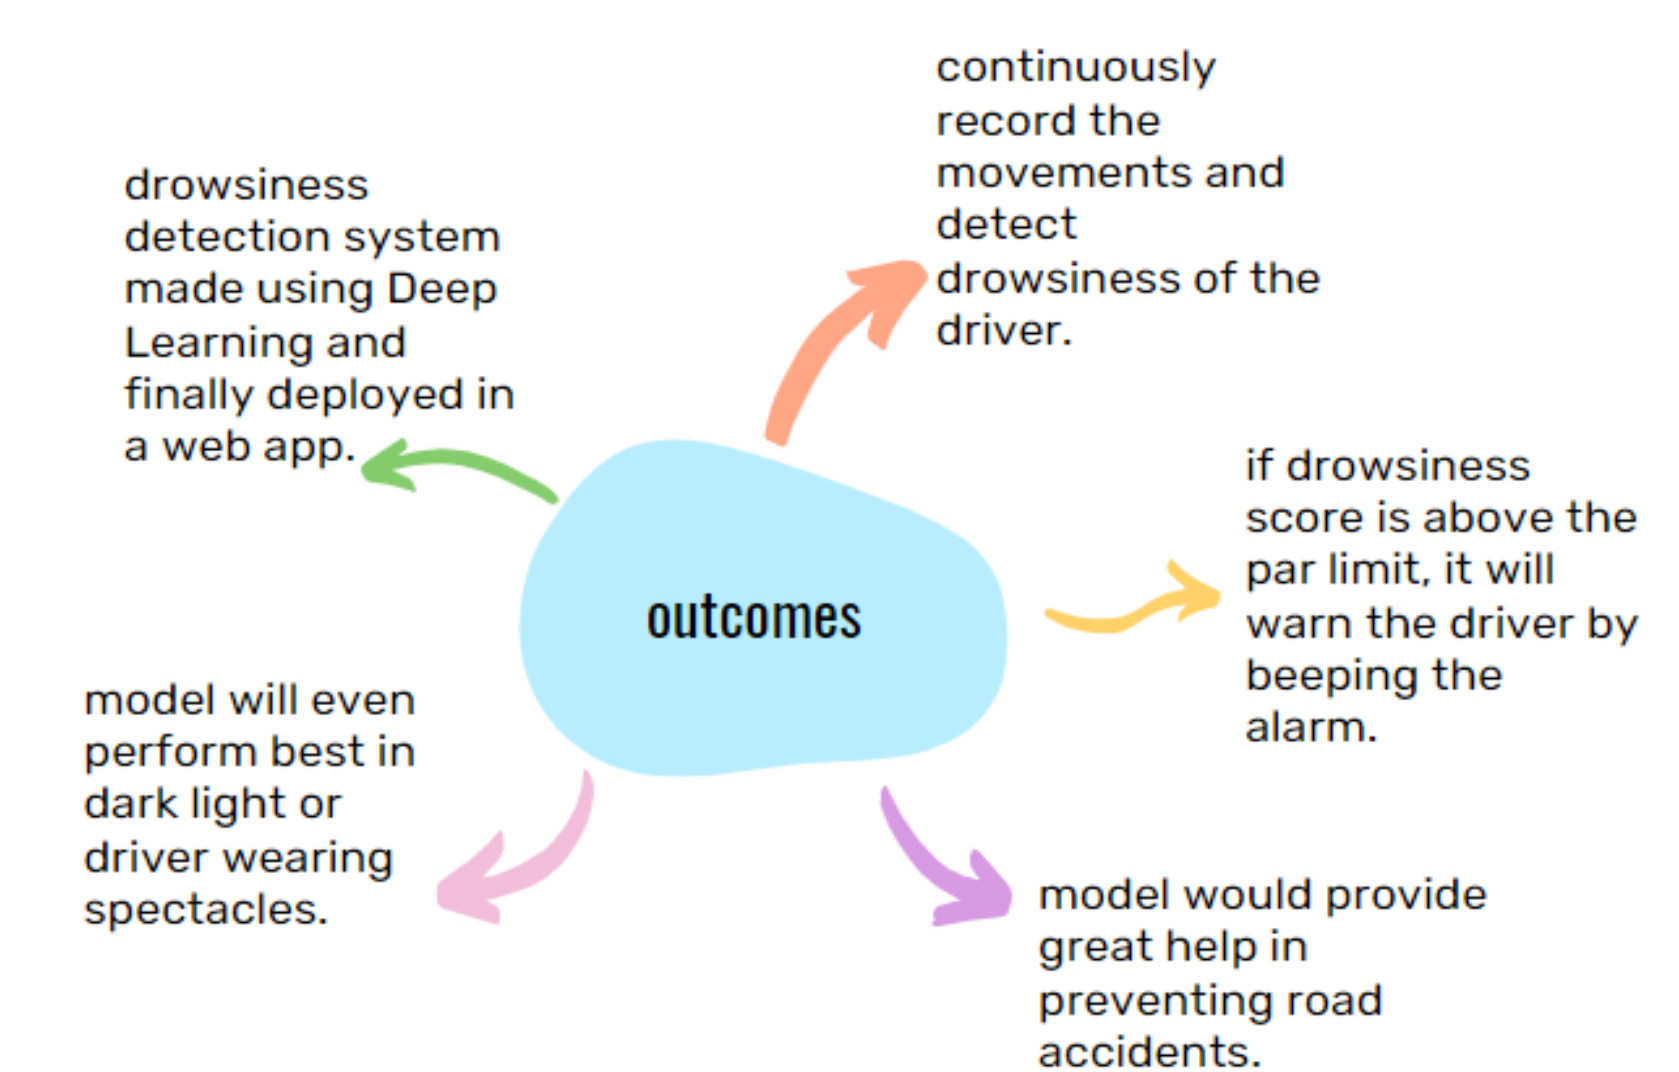 continuously
record the
movements and
detect
drowsiness of the
driver.
drowsiness
detection system
made using Deep
Learning and
finally deployed in
a web app.
if drowsiness
score is above the
par limit, it will
warn the driver by
beeping the
alarm.
outcomes
model will even
perform best in
dark light or
driver wearing
spectacles.
model would provide
great help in
preventing road
accidents.